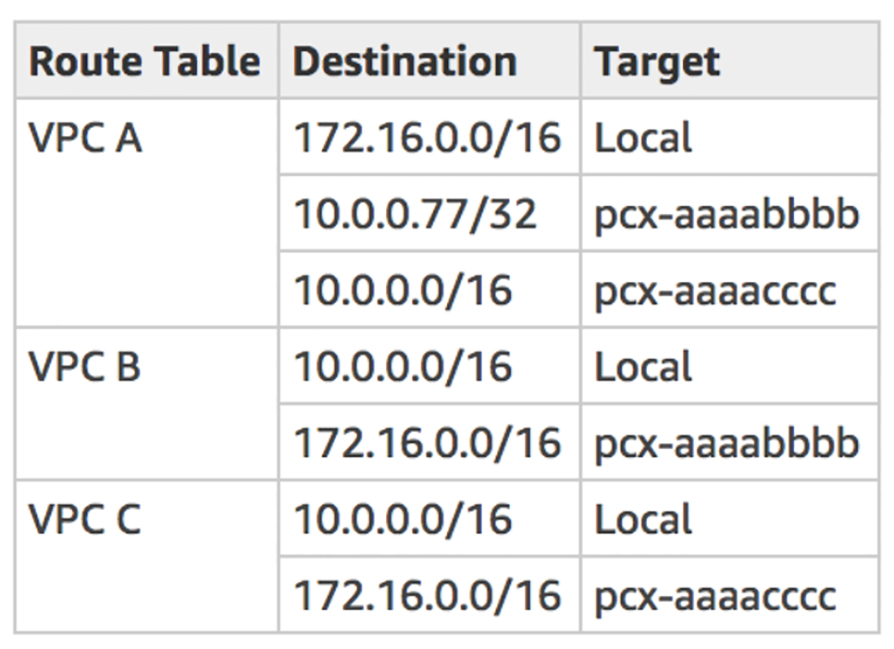 Route Table Destination Target
VPC A 172.16.0.0/16 Local
10.0.0.77/32 pcx-aaaabbbb
10.0.0.0/16 pcx-aaaacccc
VPC B 10.0.0.0/16 Local
172.16.0.0/16 pcx-aaaabbbb
VPC C 10.0.0.0/16 Local
172.16.0.0/16 pcx-aaaacccc